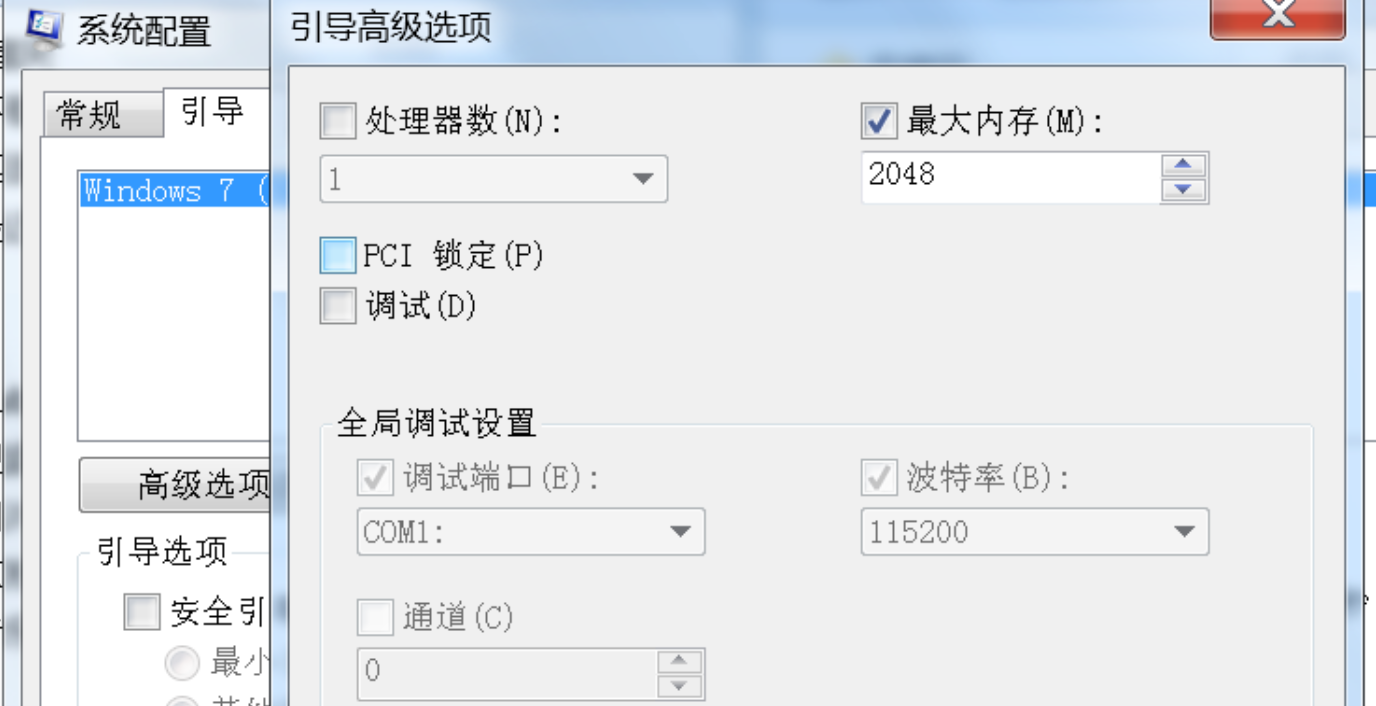 系统配置
引导高级选项
常规
引导
处理器数(N):
最大内存(M):
1
2048
Windows 7 (
PCI 锁定(P)
调试(D)
全局调试设置
高级选项
调试端口(E):
波特率(B):
COM1:
115200
引导选项
安全引
通道(C)
最小
0